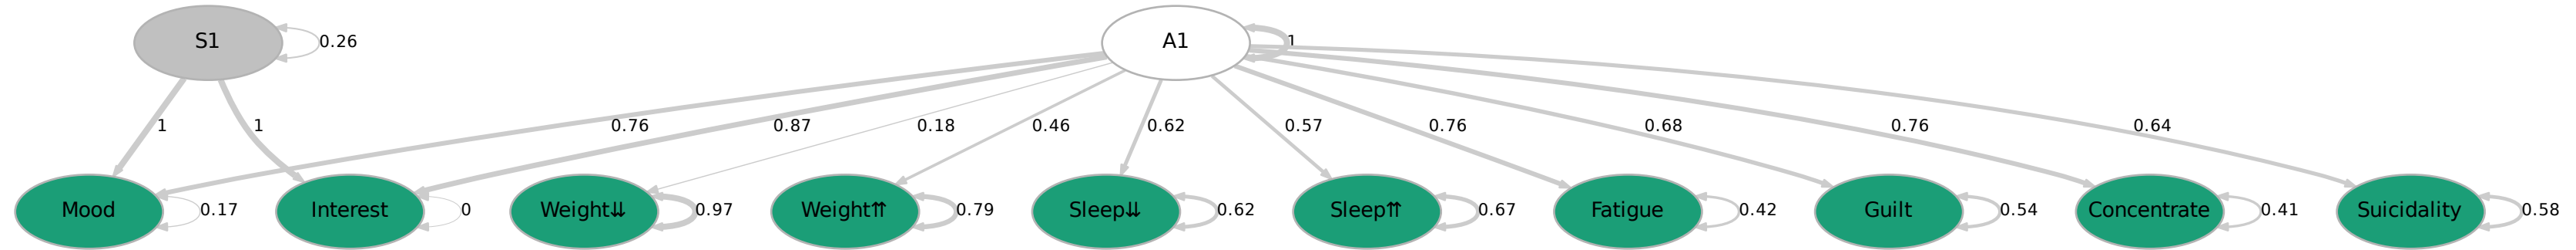 S1
0.26
A1
1
1
1
0.76
0.87
0.18
0.46
0.62
0.57
0.76
0.68
0.76
0.64
Mood
0.17
Interest
0
Weight⇊
0.97
Weight⇈
0.79
Sleep⇊
0.62
Sleep⇈
0.67
Fatigue
0.42
Guilt
0.54
Concentrate
0.41
Suicidality
0.58